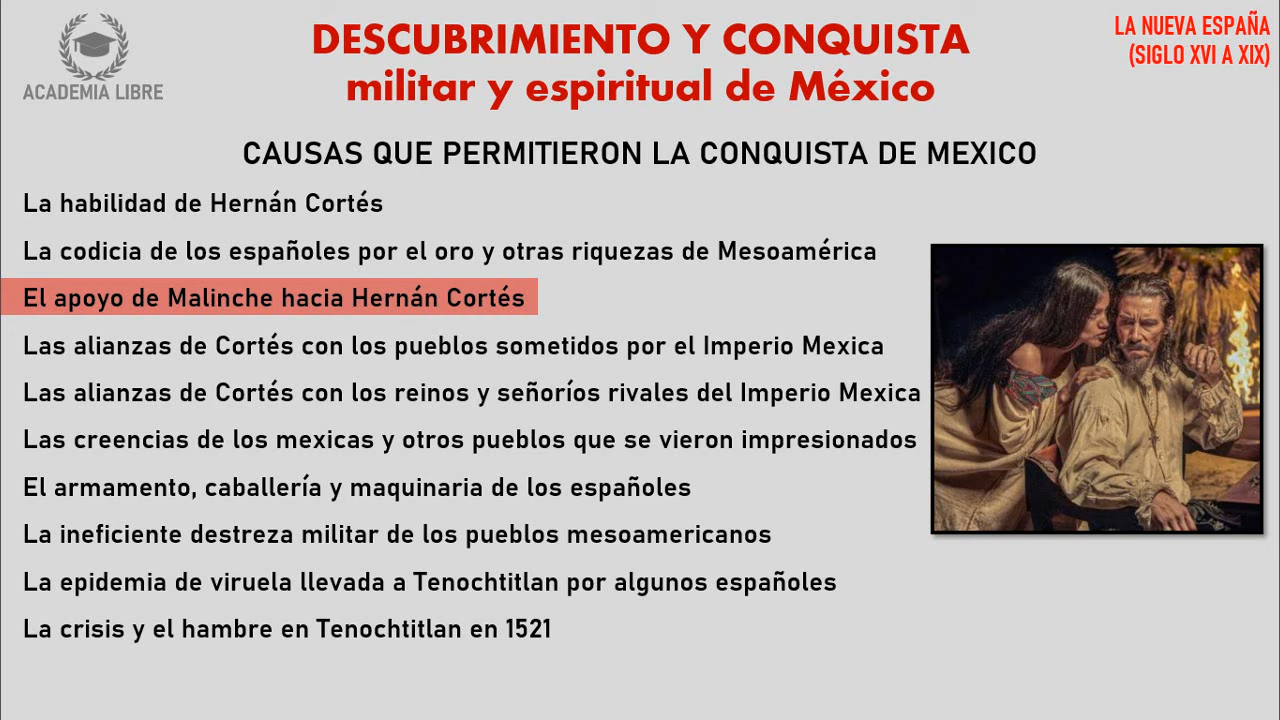 ACADEMIA LIBRE
DESCUBRIMIENTO Y CONQUISTA
militar y espiritual de México
LA NUEVA ESPAÑA
(SIGLO XVI A XIX)
CAUSAS QUE PERMITIERON LA CONQUISTA DE MEXICO
La habilidad de Hernán Cortés
La codicia de los españoles por el oro y otras riquezas de Mesoamérica
El apoyo de Malinche hacia Hernán Cortés
Las alianzas de Cortés con los pueblos sometidos por el Imperio Mexica
Las alianzas de Cortés con los reinos y señoríos rivales del Imperio Mexica
Las creencias de los mexicas y otros pueblos que se vieron impresionados
El armamento, caballería y maquinaria de los españoles
La ineficiente destreza militar de los pueblos mesoamericanos
La epidemia de viruela llevada a Tenochtitlan por algunos españoles
La crisis y el hambre en Tenochtitlan en 1521